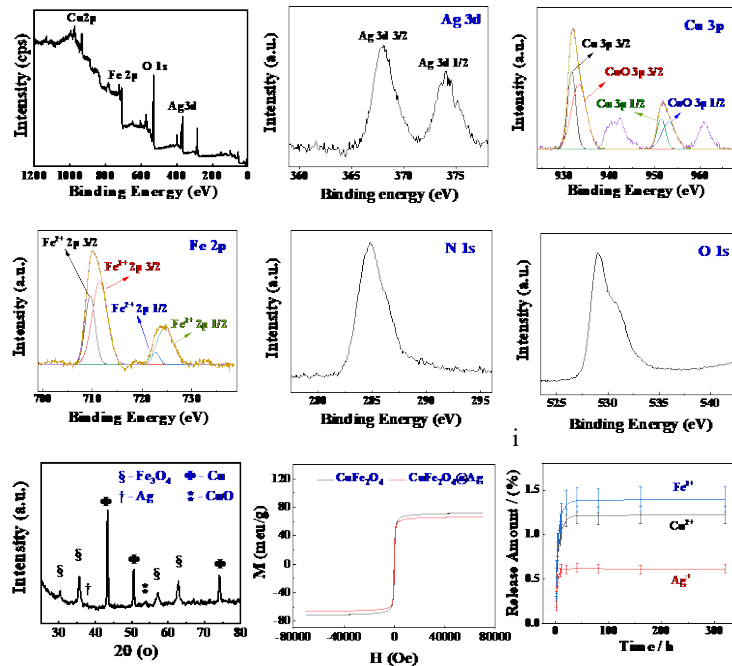 Cu2p
Fe 2p
O 1s
Ag3d
Intensity (cps)
1200 1000 800 600 400 200 0
Binding Energy (eV)
Ag 3d
Ag 3d 3/2
Ag 3d 1/2
Intensity (a.u.)
360 365 370 375
Binding energy (eV)
Cu 3p
Cu 3p 3/2
CuO 3p 3/2
Cu 3p 1/2
CuO 3p 1/2
Intensity (a.u.)
930 940 950 960
Binding Energy (eV)
Fe 2p
Fe²⁺ 2p 3/2
Fe³⁺ 2p 3/2
Fe²⁺ 2p 1/2
Fe³⁺ 2p 1/2
Intensity (a.u.)
700 710 720 730
Binding Energy (eV)
N 1s
Intensity (a.u.)
280 285 290 295
Binding Energy (eV)
O 1s
Intensity (a.u.)
525 530 535 540
Binding Energy (eV)
i
§ - Fe₃O₄ ✙ - Cu
† - Ag * - CuO
§ § † ✙ ✙ * § § ✙
Intensity (a.u.)
30 40 50 60 70 80
2θ (o)
CuFe₂O₄ CuFe₂O₄@Ag
M (meu/g)
120
80
40
0
-40
-80
-120
-80000 -40000 0 40000
H (Oe)
Fe³⁺
Cu²⁺
Ag⁺¹
Release Amount / (%)
1.5
1.0
0.5
0.0
0 100 200 300
Time / h